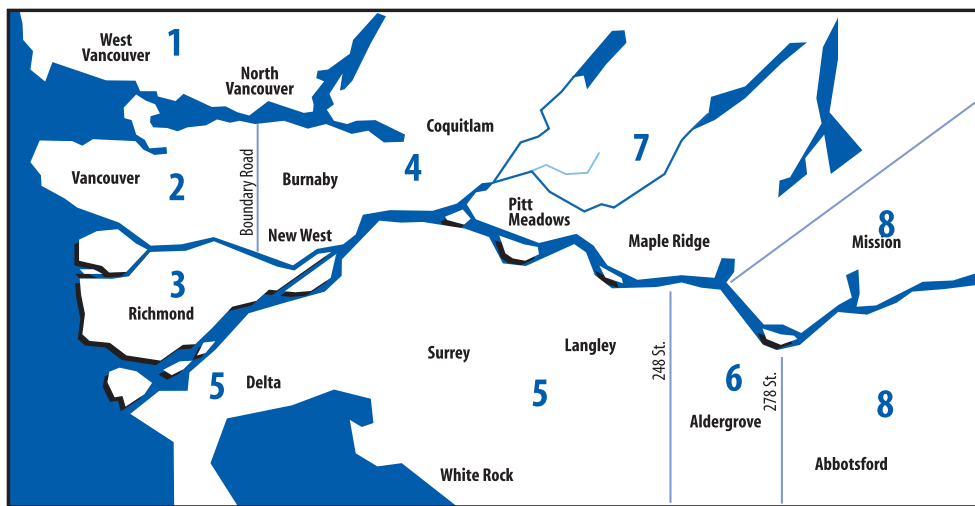 1
West
Vancouver
North
Vancouver
Coquitlam
7
4
Vancouver
2
Boundary Road
Burnaby
Pitt
Meadows
New West
Maple Ridge
8
Mission
3
Richmond
Surrey
Langley
248 St.
6
278 St.
5
Delta
5
8
Aldergrove
White Rock
Abbotsford